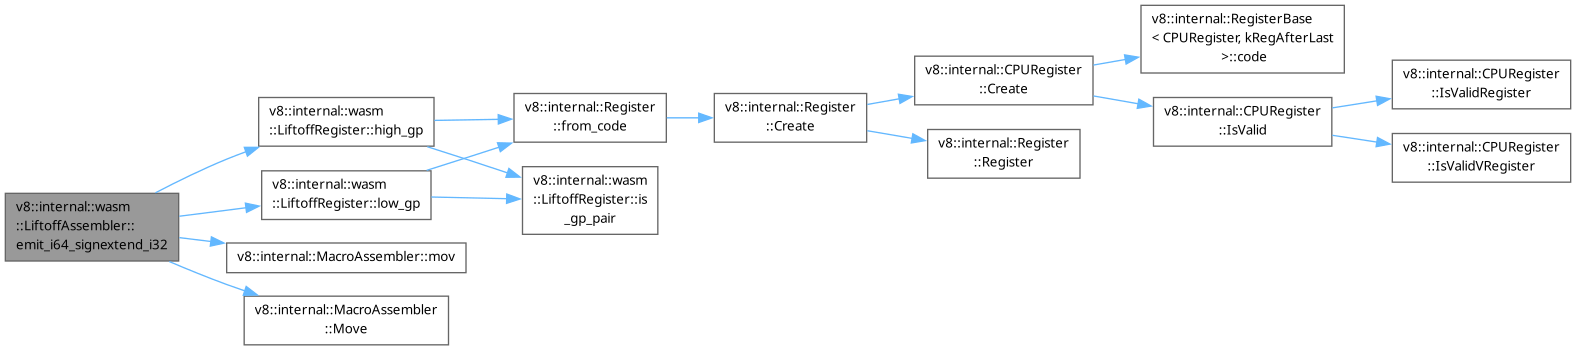 v8::internal::wasm
::LiftoffAssembler::
emit_i64_signextend_i32
v8::internal::wasm
::LiftoffRegister::high_gp
v8::internal::wasm
::LiftoffRegister::low_gp
v8::internal::MacroAssembler::mov
v8::internal::MacroAssembler
::Move
v8::internal::Register
::from_code
v8::internal::wasm
::LiftoffRegister::is
_gp_pair
v8::internal::Register
::Create
v8::internal::CPURegister
::Create
v8::internal::Register
::Register
v8::internal::RegisterBase
< CPURegister, kRegAfterLast
>::code
v8::internal::CPURegister
::IsValid
v8::internal::CPURegister
::IsValidRegister
v8::internal::CPURegister
::IsValidVRegister